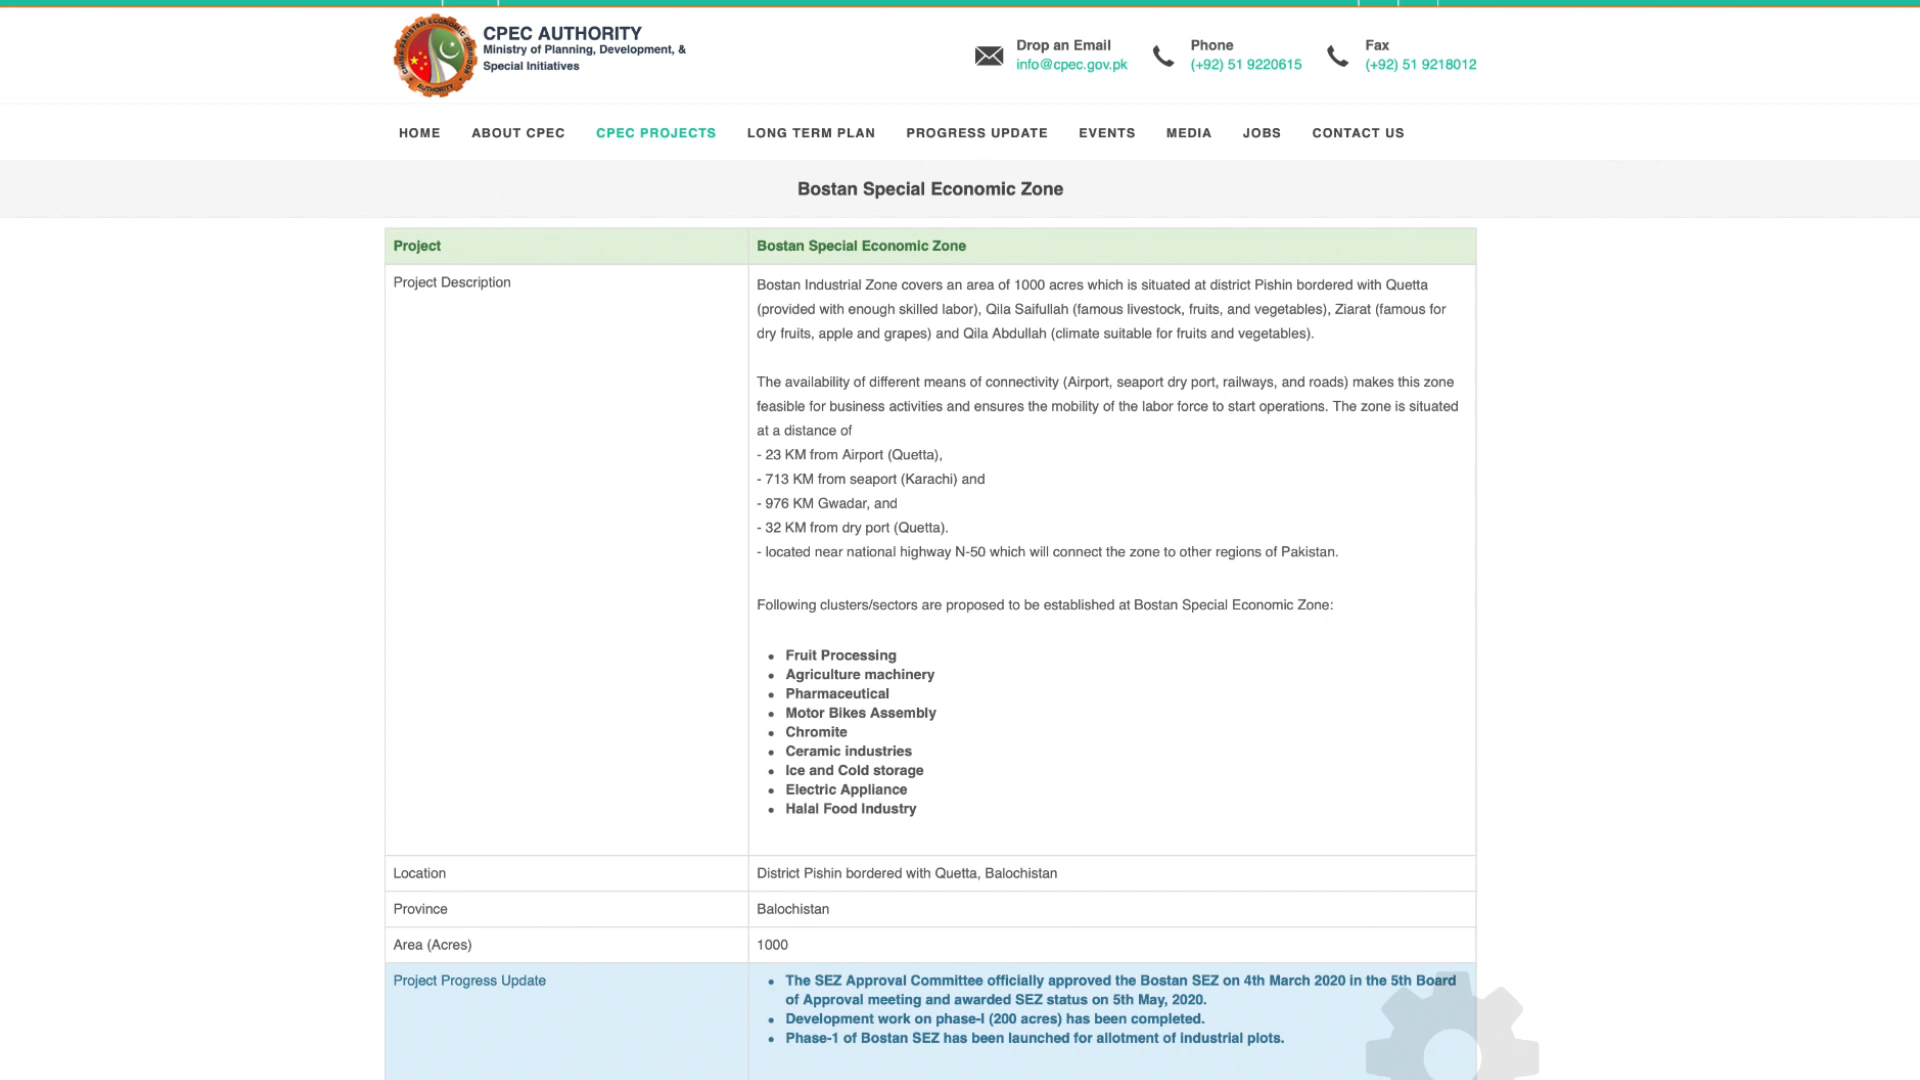 CPEC AUTHORITY
Ministry of Planning, Development, &
Special Initiatives
CHINA-PAKISTAN ECONOMIC CORRIDOR
AUTHORITY
Drop an Email
info@cpec.gov.pk
Phone
(+92) 51 9220615
Fax
(+92) 51 9218012
HOME ABOUT CPEC CPEC PROJECTS LONG TERM PLAN PROGRESS UPDATE EVENTS MEDIA JOBS CONTACT US
Bostan Special Economic Zone
Project Bostan Special Economic Zone
Project Description
Bostan Industrial Zone covers an area of 1000 acres which is situated at district Pishin bordered with Quetta
(provided with enough skilled labor), Qila Saifullah (famous livestock, fruits, and vegetables), Ziarat (famous for
dry fruits, apple and grapes) and Qila Abdullah (climate suitable for fruits and vegetables).
The availability of different means of connectivity (Airport, seaport dry port, railways, and roads) makes this zone
feasible for business activities and ensures the mobility of the labor force to start operations. The zone is situated
at a distance of
- 23 KM from Airport (Quetta),
- 713 KM from seaport (Karachi) and
- 976 KM Gwadar, and
- 32 KM from dry port (Quetta).
- located near national highway N-50 which will connect the zone to other regions of Pakistan.
Following clusters/sectors are proposed to be established at Bostan Special Economic Zone:
• Fruit Processing
• Agriculture machinery
• Pharmaceutical
• Motor Bikes Assembly
• Chromite
• Ceramic industries
• Ice and Cold storage
• Electric Appliance
• Halal Food Industry
Location District Pishin bordered with Quetta, Balochistan
Province Balochistan
Area (Acres) 1000
Project Progress Update
• The SEZ Approval Committee officially approved the Bostan SEZ on 4th March 2020 in the 5th Board
of Approval meeting and awarded SEZ status on 5th May, 2020.
• Development work on phase-I (200 acres) has been completed.
• Phase-1 of Bostan SEZ has been launched for allotment of industrial plots.